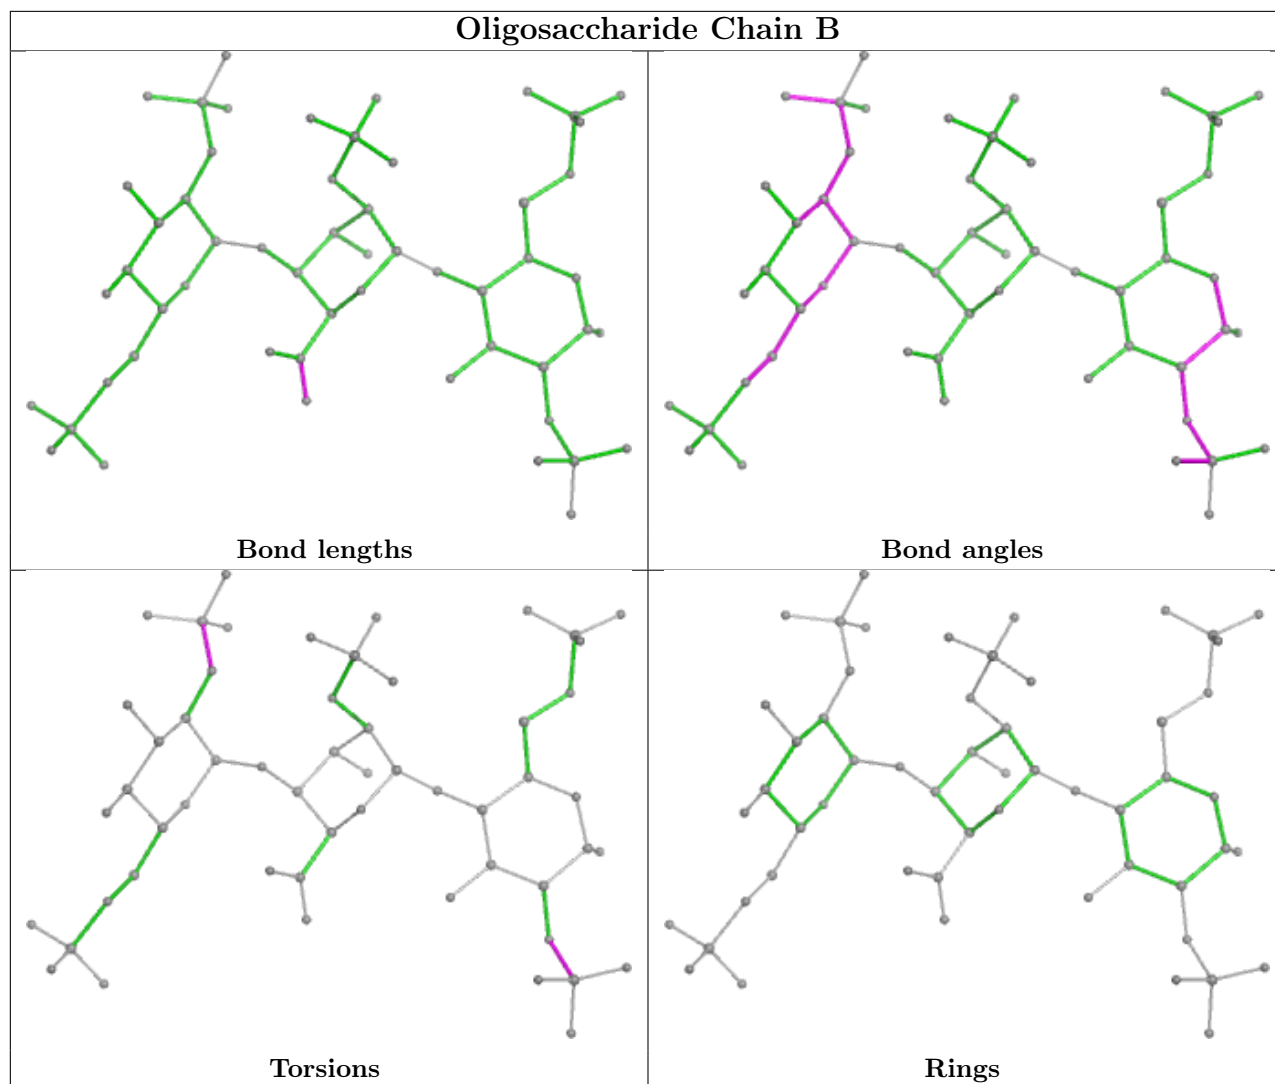 Oligosaccharide Chain B
Bond lengths
Bond angles
Torsions
Rings